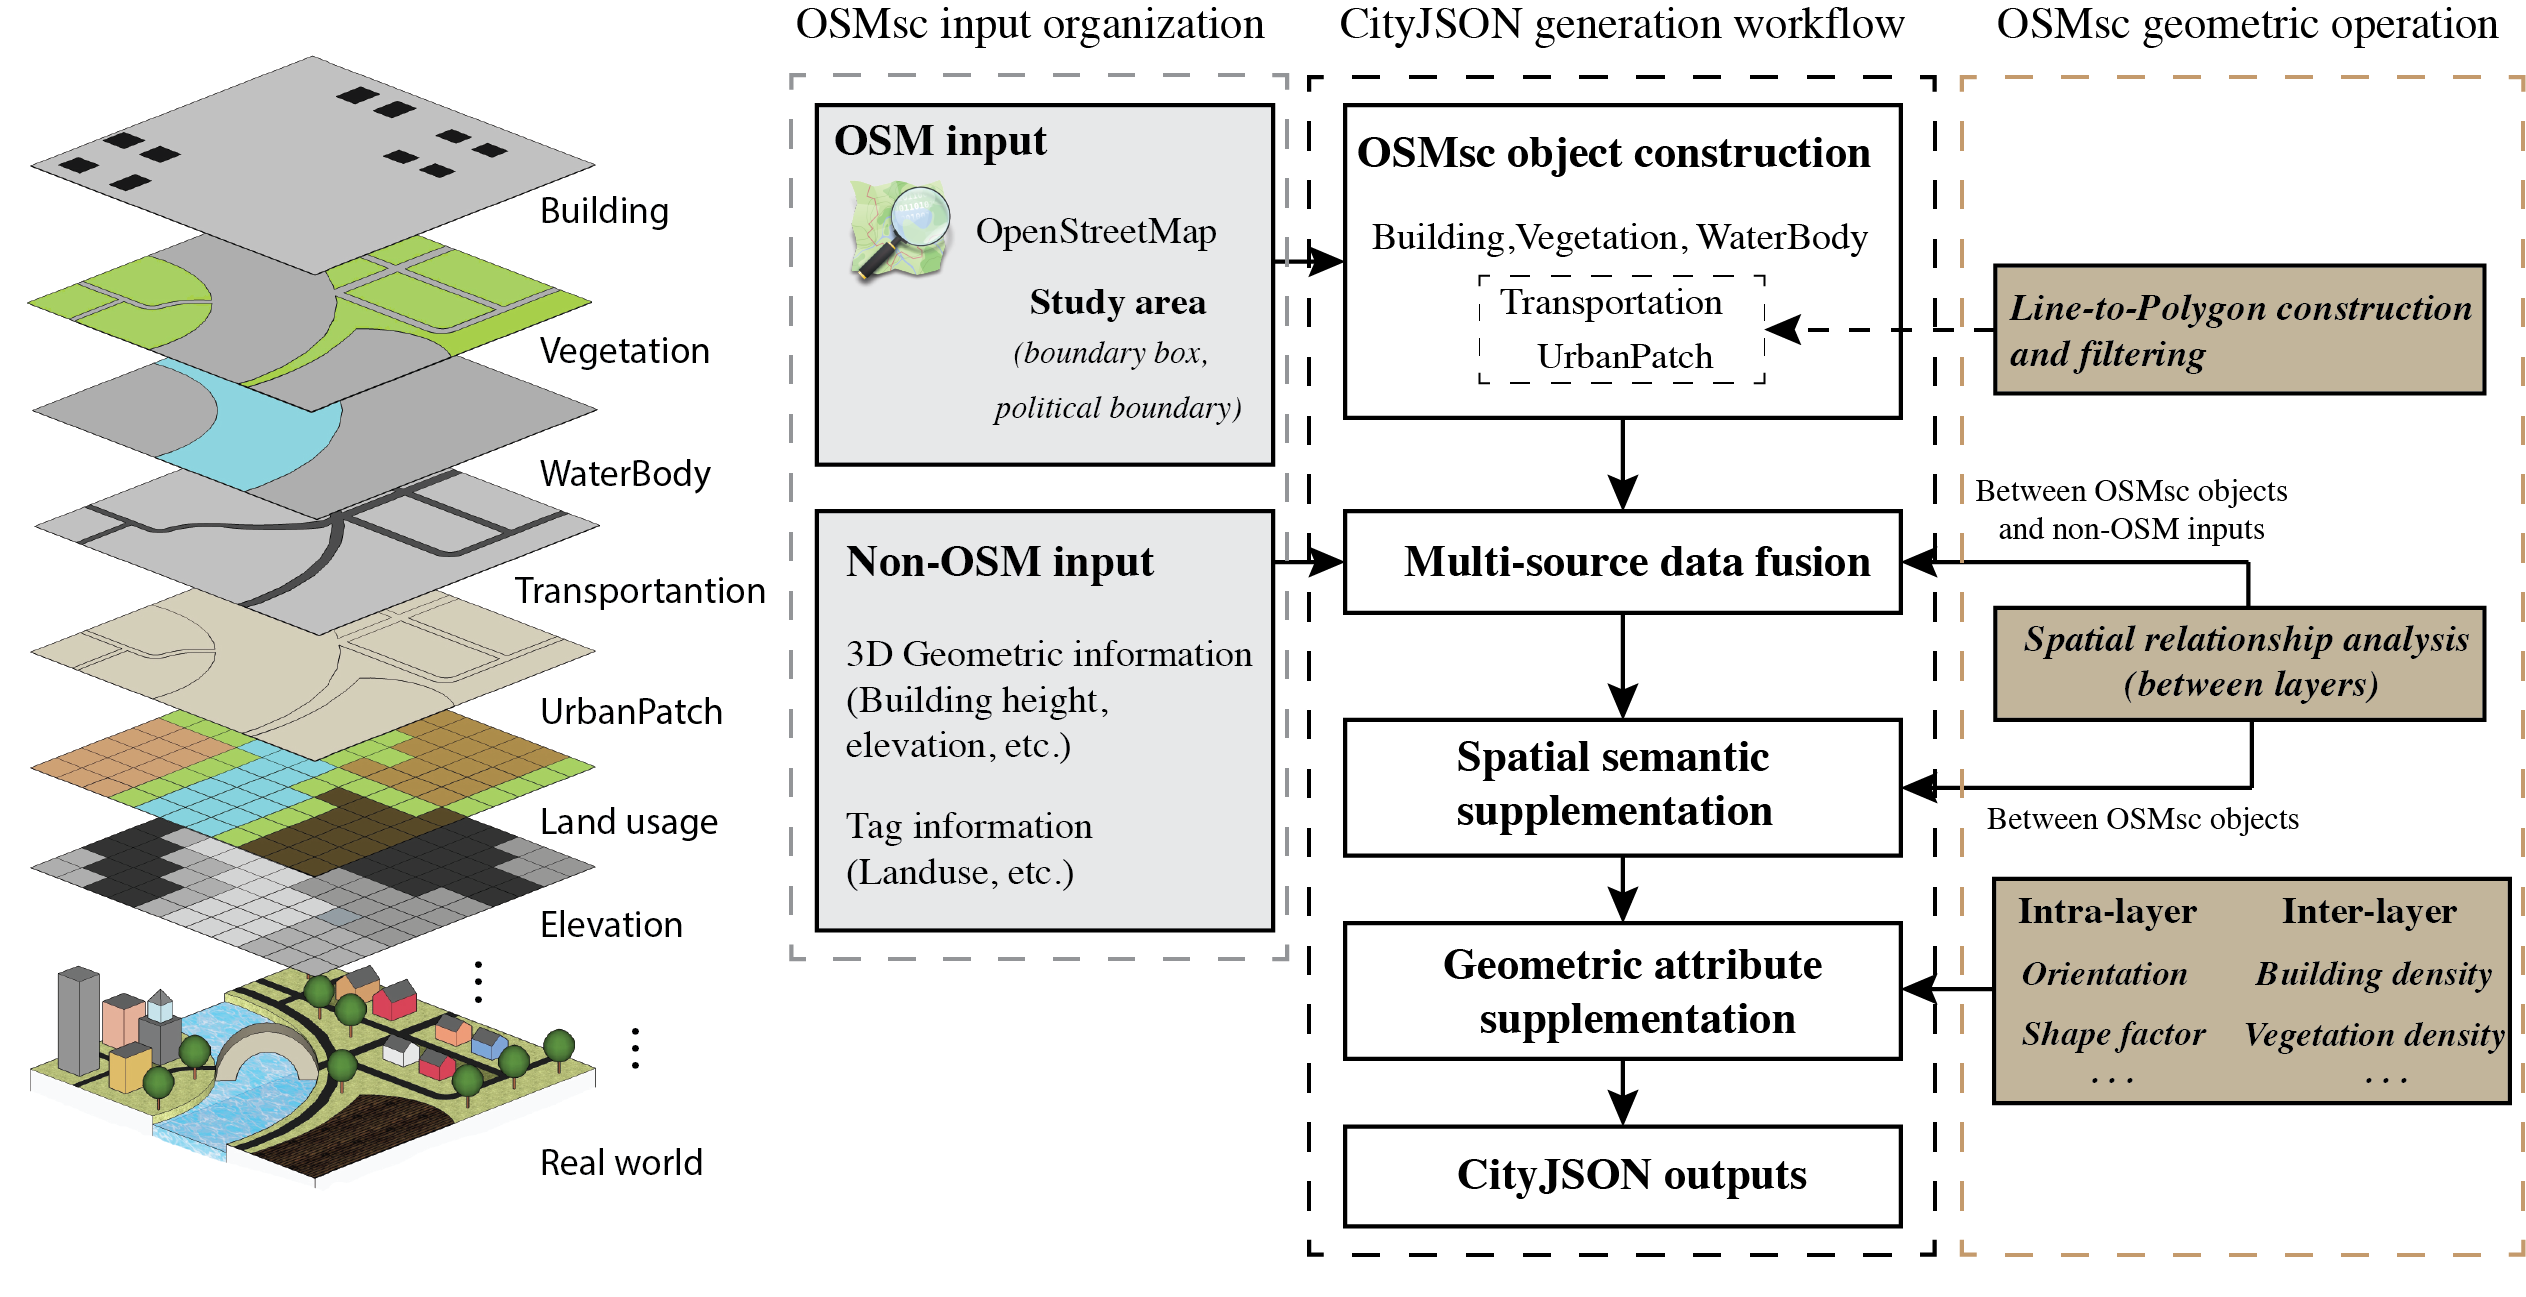 OSMsc input organization
CityJSON generation workflow
OSMsc geometric operation
Building
Vegetation
WaterBody
Transportantion
UrbanPatch
Land usage
Elevation
Real world
OSM input
OpenStreetMap
Study area
(boundary box,
political boundary)
Non-OSM input
3D Geometric information
(Building height,
elevation, etc.)
Tag information
(Landuse, etc.)
OSMsc object construction
Building,Vegetation, WaterBody
Transportation
UrbanPatch
Multi-source data fusion
Spatial semantic
supplementation
Geometric attribute
supplementation
CityJSON outputs
Line-to-Polygon construction
and filtering
Between OSMsc objects
and non-OSM inputs
Spatial relationship analysis
(between layers)
Between OSMsc objects
Intra-layer
Orientation
Shape factor
. . .
Inter-layer
Building density
Vegetation density
. . .